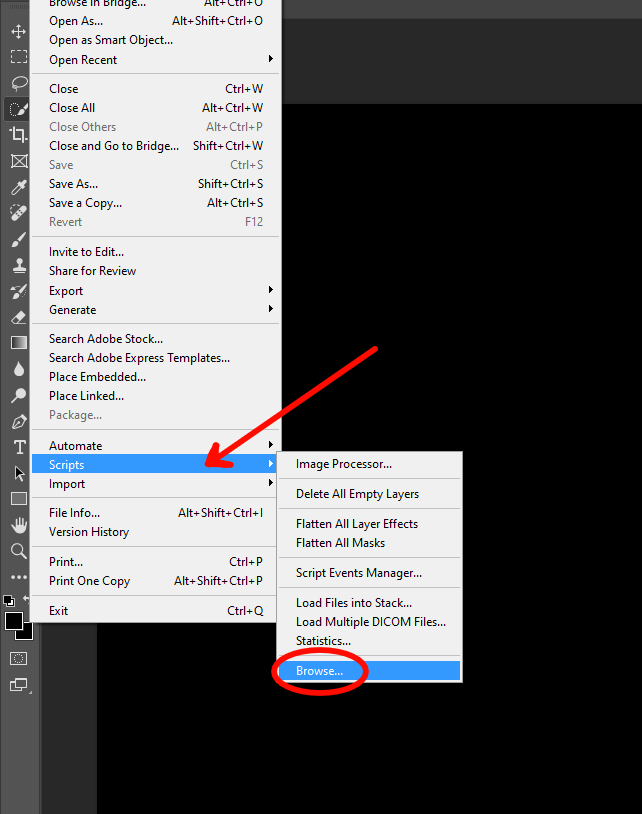 Browse in Bridge... Alt+Ctrl+O
Open As... Alt+Shift+Ctrl+O
Open as Smart Object...
Open Recent
Close Ctrl+W
Close All Alt+Ctrl+W
Close Others Alt+Ctrl+P
Close and Go to Bridge... Shift+Ctrl+W
Save Ctrl+S
Save As... Shift+Ctrl+S
Save a Copy... Alt+Ctrl+S
Revert F12
Invite to Edit...
Share for Review
Export
Generate
Search Adobe Stock...
Search Adobe Express Templates...
Place Embedded...
Place Linked...
Package...
Automate
Scripts
Import
File Info... Alt+Shift+Ctrl+I
Version History
Print... Ctrl+P
Print One Copy Alt+Shift+Ctrl+P
Exit Ctrl+Q
Image Processor...
Delete All Empty Layers
Flatten All Layer Effects
Flatten All Masks
Script Events Manager...
Load Files into Stack...
Load Multiple DICOM Files...
Statistics...
Browse...